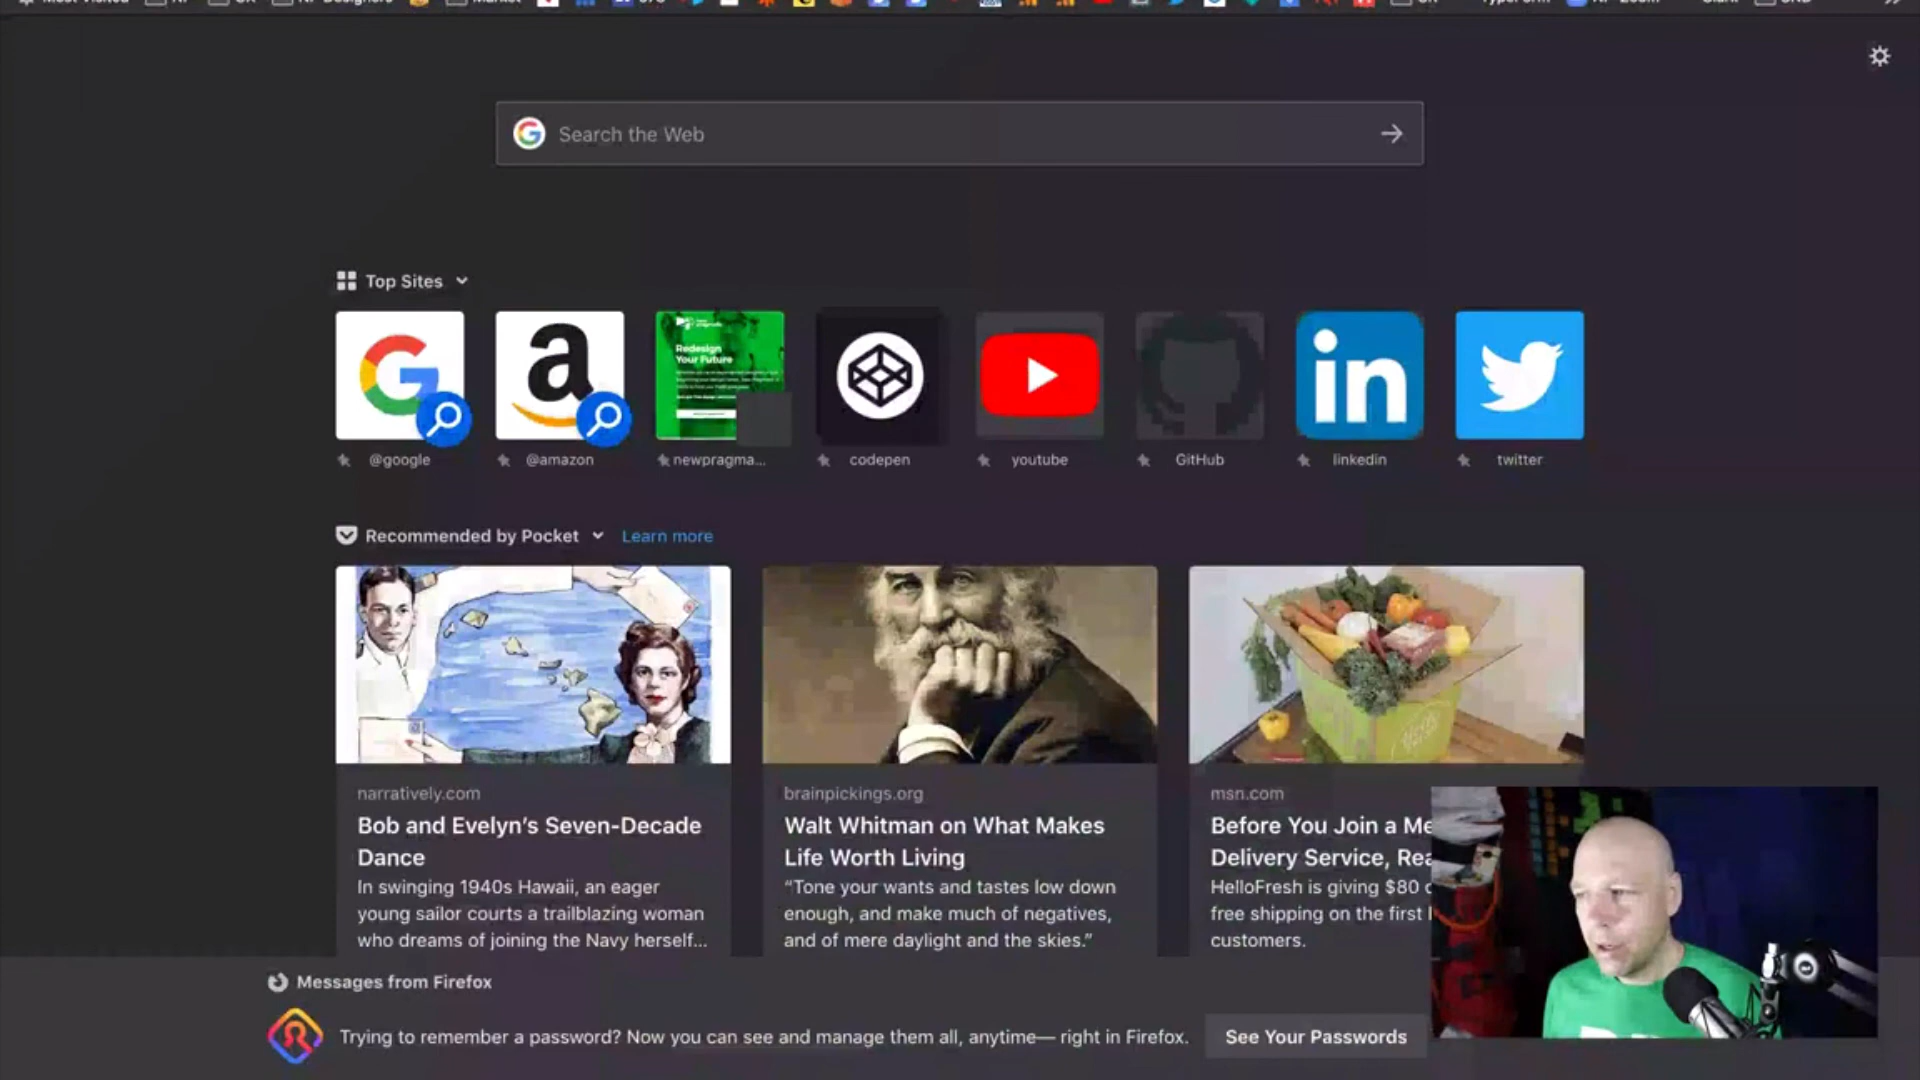 Search the Web
Top Sites
@google
@amazon
newpragma...
codepen
youtube
GitHub
linkedin
twitter
Redesign
Your Future
in
Recommended by Pocket
Learn more
narratively.com
Bob and Evelyn’s Seven-Decade
Dance
In swinging 1940s Hawaii, an eager
young sailor courts a trailblazing woman
who dreams of joining the Navy herself...
brainpickings.org
Walt Whitman on What Makes
Life Worth Living
“Tone your wants and tastes low down
enough, and make much of negatives,
and of mere daylight and the skies.”
msn.com
Before You Join a Me
Delivery Service, Rea
HelloFresh is giving $80
free shipping on the first
customers.
Messages from Firefox
Trying to remember a password? Now you can see and manage them all, anytime— right in Firefox.
See Your Passwords